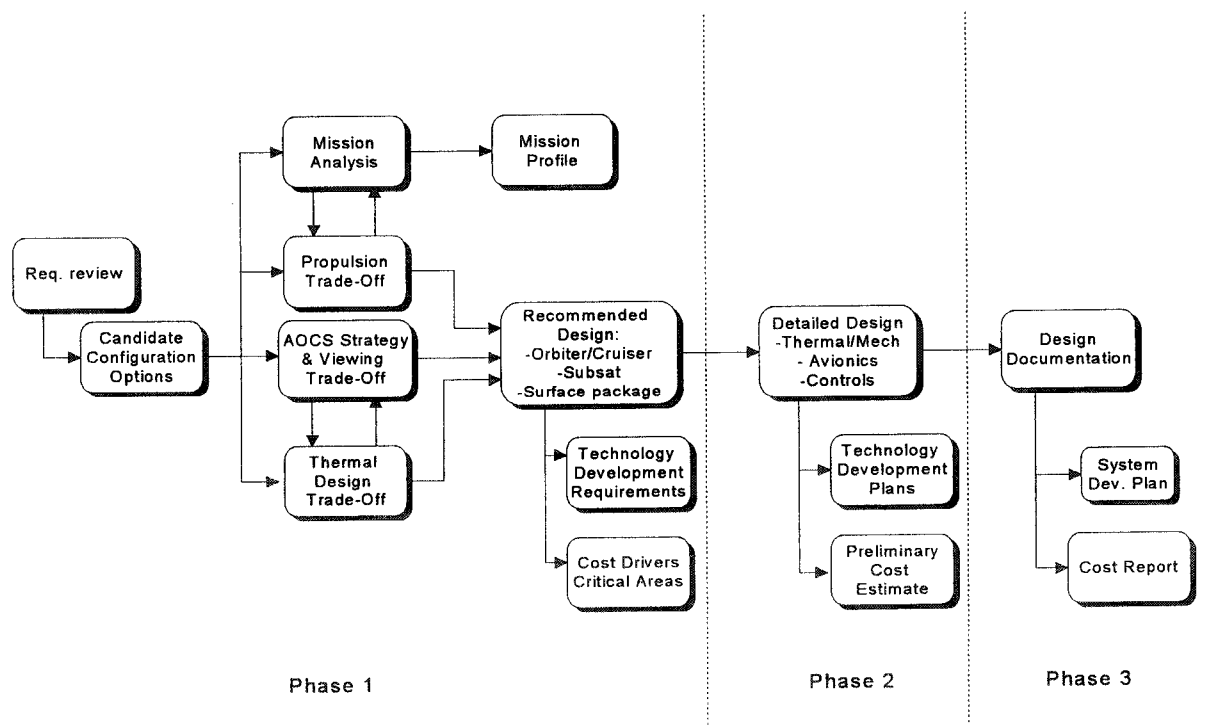 Mission
Analysis
Mission
Profile
Req. review
Propulsion
Trade-Off
Candidate
Configuration
Options
AOCS Strategy
& Viewing
Trade-Off
Thermal
Design
Trade-Off
Recommended
Design:
-Orbiter/Cruiser
-Subsat
-Surface package
Technology
Development
Requirements
Cost Drivers
Critical Areas
Detailed Design
-Thermal/Mech
- Avionics
-Controls
Technology
Development
Plans
Preliminary
Cost
Estimate
Design
Documentation
System
Dev. Plan
Cost Report
Phase 1
Phase 2
Phase 3